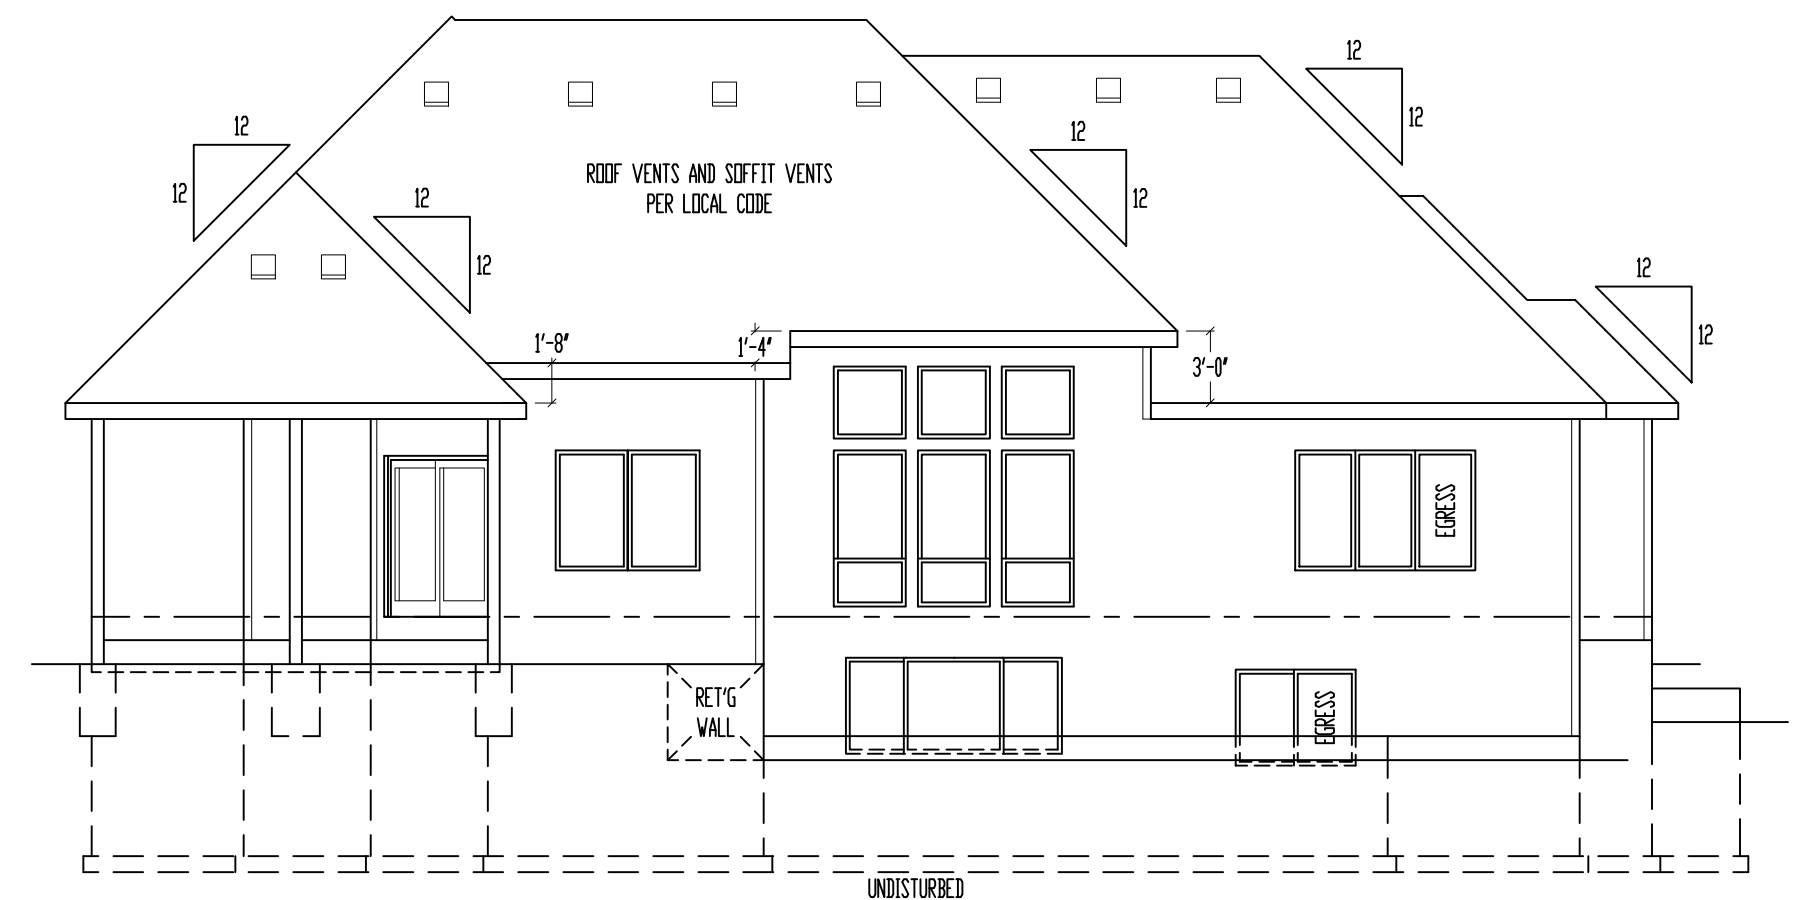 12
12
12
12
12
12
ROOF VENTS AND SOFFIT VENTS
PER LOCAL CODE
12
12
12
12
1'-8"
1'-4"
3'-0"
EGRESS
RET'G
WALL
EGRESS
UNDISTURBED